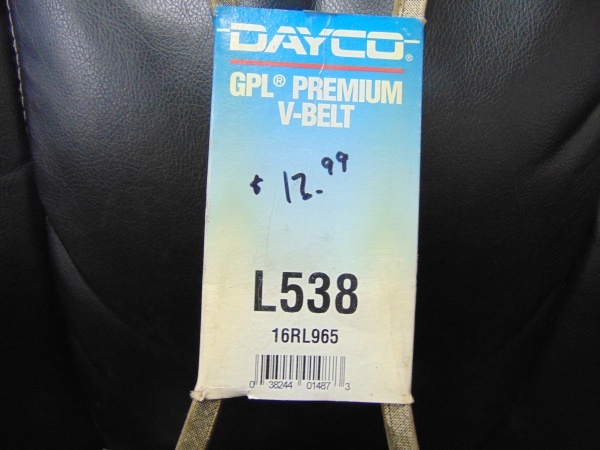 DAYCO®
GPL® PREMIUM
V-BELT
$ 12.99
L538
16RL965
0 38244 01487 3